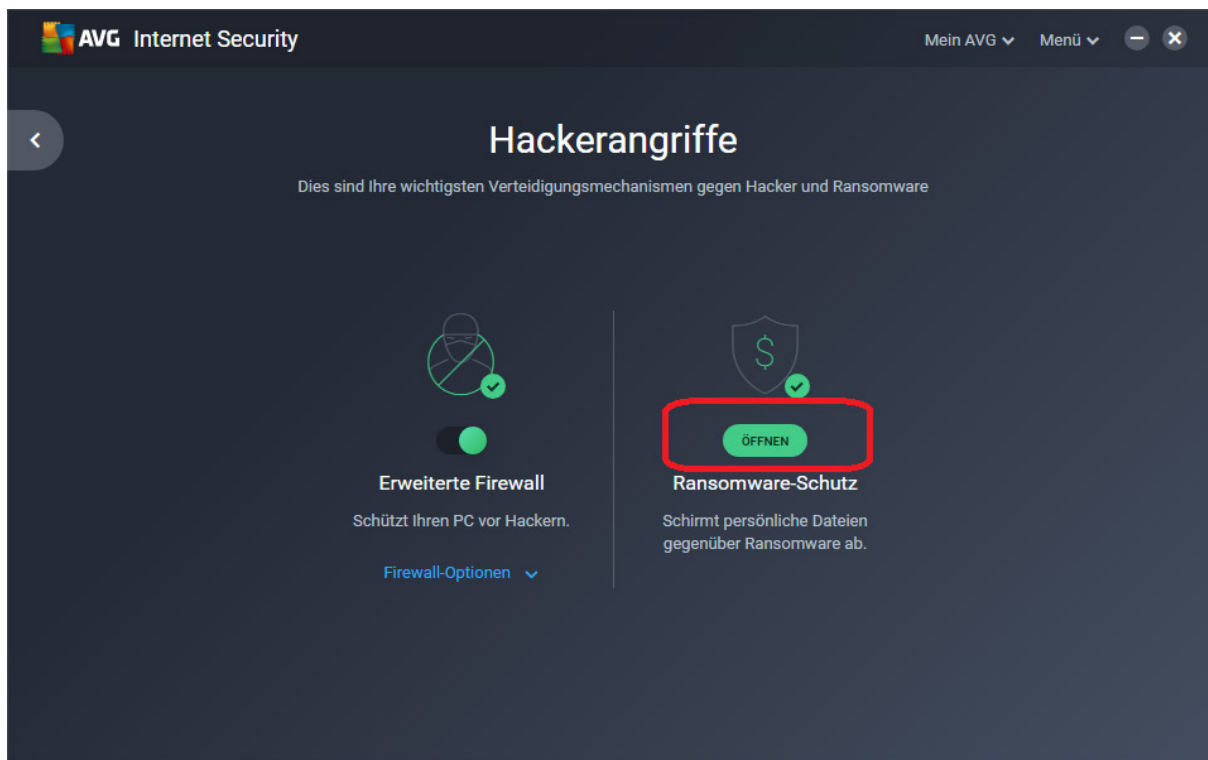 AVG Internet Security
Mein AVG Menü
Hackerangriffe
Dies sind Ihre wichtigsten Verteidigungsmechanismen gegen Hacker und Ransomware
$
ÖFFNEN
Erweiterte Firewall
Schützt Ihren PC vor Hackern.
Firewall-Optionen
Ransomware-Schutz
Schirmt persönliche Dateien
gegenüber Ransomware ab.